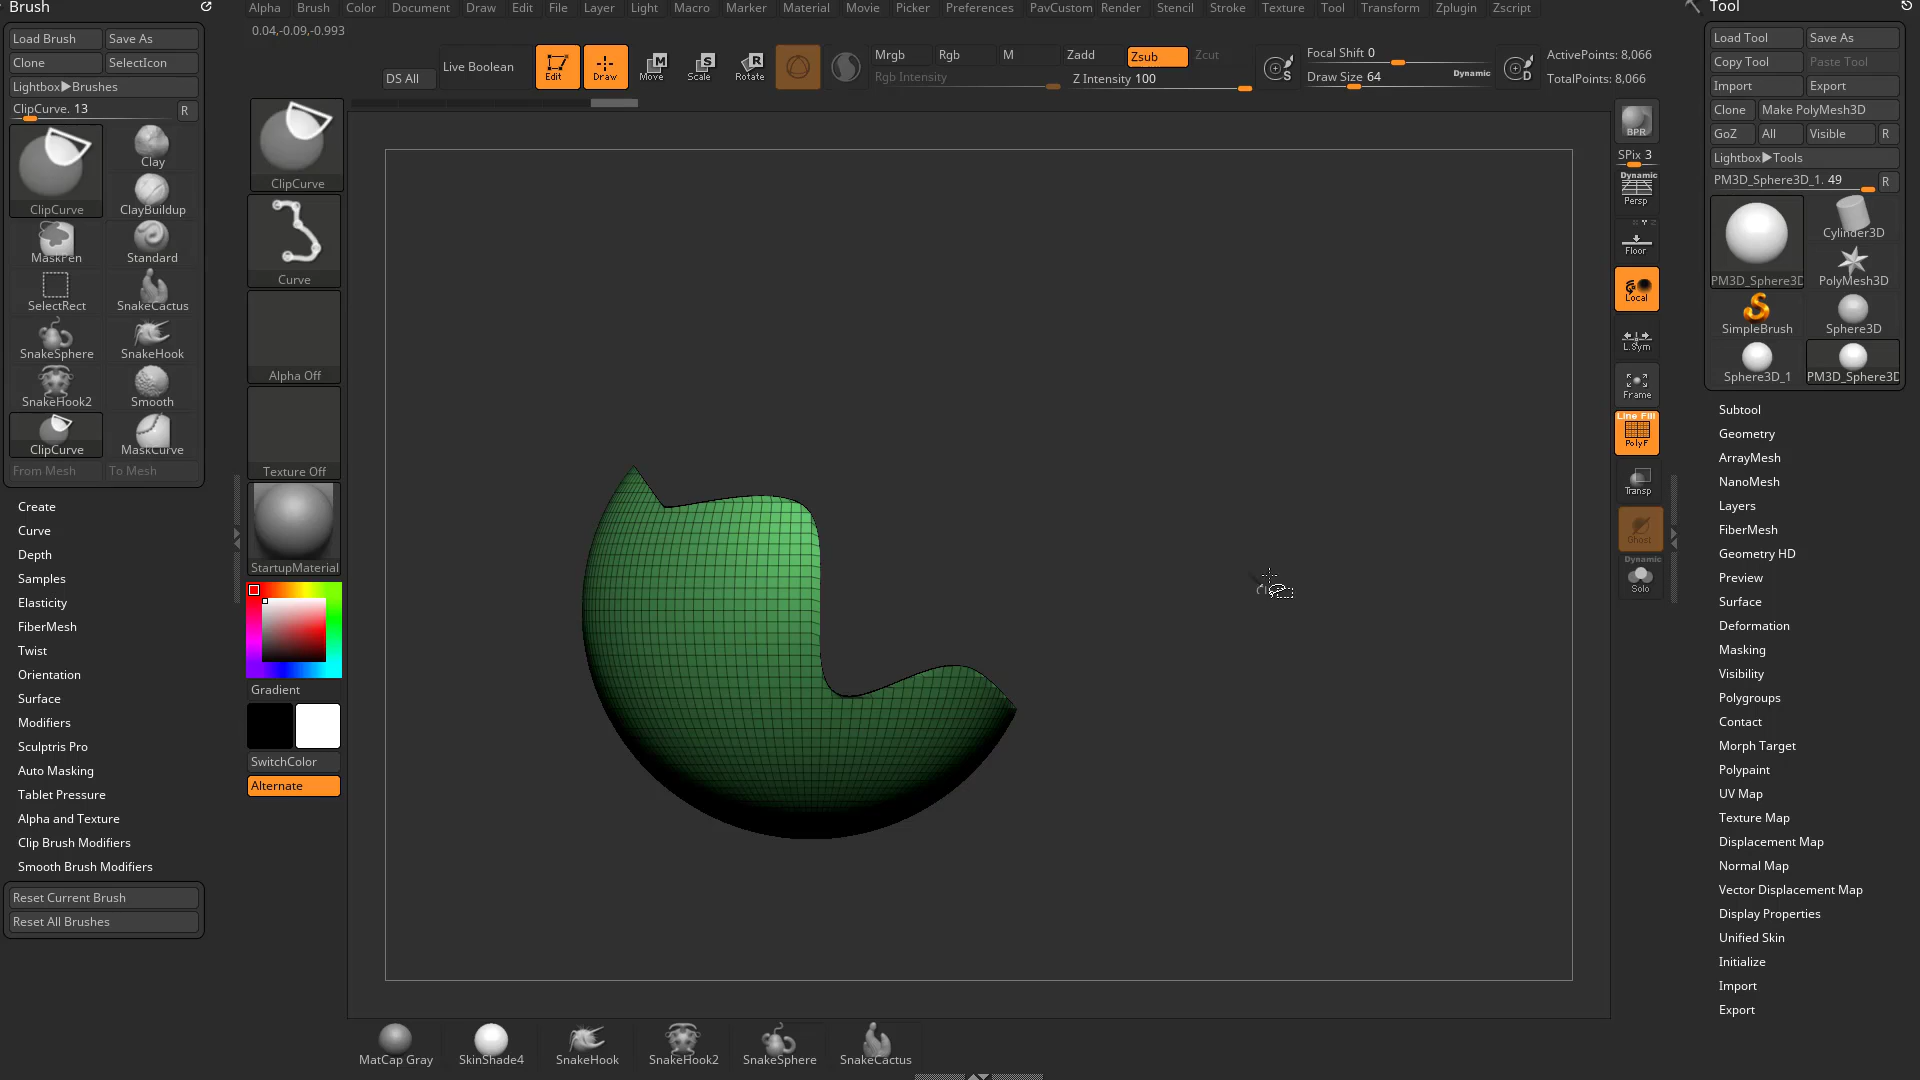 Brush
Load Brush
Save As
Clone
SelectIcon
Lightbox▶Brushes
ClipCurve. 13
R
ClipCurve
Clay
ClayBuildup
MaskPen
Standard
SelectRect
SnakeCactus
SnakeSphere
SnakeHook
SnakeHook2
Smooth
ClipCurve
MaskCurve
From Mesh
To Mesh
Create
Curve
Depth
Samples
Elasticity
FiberMesh
Twist
Orientation
Surface
Modifiers
Sculptris Pro
Auto Masking
Tablet Pressure
Alpha and Texture
Clip Brush Modifiers
Smooth Brush Modifiers
Reset Current Brush
Reset All Brushes
Alpha Brush Color Document Draw Edit File Layer Light Macro Marker Material Movie Picker Preferences PavCustom Render Stencil Stroke Texture Tool Transform Zplugin Zscript
0.04,-0.09,-0.993
DS All
Live Boolean
Edit
Draw
Move
Scale
Rotate
Mrgb
Rgb
M
Zadd
Zsub
Zcut
Rgb Intensity
Z Intensity 100
Focal Shift 0
Draw Size 64
Dynamic
ActivePoints: 8,066
TotalPoints: 8,066
ClipCurve
Curve
Alpha Off
Texture Off
StartupMaterial
Gradient
SwitchColor
Alternate
BPR
SPix 3
Dynamic
Persp
Floor
Local
L.Sym
Frame
Line Fill
PolyF
Transp
Ghost
Dynamic
Solo
MatCap Gray
SkinShade4
SnakeHook
SnakeHook2
SnakeSphere
SnakeCactus
Tool
Load Tool
Save As
Copy Tool
Paste Tool
Import
Export
Clone
Make PolyMesh3D
GoZ
All
Visible
R
Lightbox▶Tools
PM3D_Sphere3D_1. 49
R
PM3D_Sphere3D
Cylinder3D
PolyMesh3D
SimpleBrush
Sphere3D
Sphere3D_1
PM3D_Sphere3D
Subtool
Geometry
ArrayMesh
NanoMesh
Layers
FiberMesh
Geometry HD
Preview
Surface
Deformation
Masking
Visibility
Polygroups
Contact
Morph Target
Polypaint
UV Map
Texture Map
Displacement Map
Normal Map
Vector Displacement Map
Display Properties
Unified Skin
Initialize
Import
Export